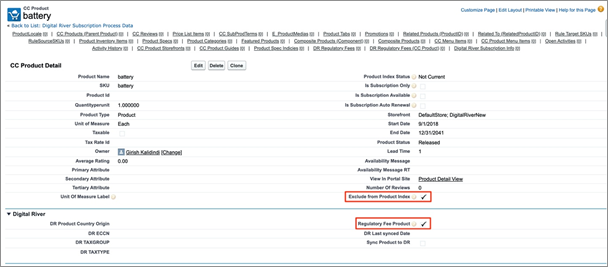 CC Product
battery
Customize Page | Edit Layout | Printable View | Help for this Page
« Back to List: Digital River Subscription Process Data
ProductLocale [0] | CC Products (Parent Product) [0] | CC Reviews [0] | Price List Items [0] | CC SubProdTerms [0] | E_ProductMedias [0] | Product Tabs [0] | Promotions [0] | Related Products (ProductID) [0] | Related To (RelatedProductID) [0] | Rule Target SKUs [0] |
RuleSourceSKUs [0] | Product Inventory Items [0] | Product Specs [0] | Product Categories [0] | Featured Products [0] | Composite Products (Component) [0] | Composite Products [0] | CC Menu Items [0] | CC Product Menu Items [0] | Open Activities [0] |
Activity History [0] | CC Product Storefronts [0] | CC Product Guides [0] | Product Spec Indicies [0] | DR Regulatory Fees [0] | DR Regulatory Fees (CC Product) [0] | Digital River Subscription Info [0]
CC Product Detail
Edit Delete Clone
Product Name battery Product Index Status Not Current
SKU battery Is Subscription Only
Product Id Is Subscription Available
Quantityperunit 1.000000 Is Subscription Auto Renewal
Product Type Product Storefront DefaultStore; DigitalRiverNew
Unit of Measure Each Start Date 9/1/2018
Taxable End Date 12/31/2041
Tax Rate Id Product Status Released
Owner Girish Kalidindi [Change] Lead Time 1
Average Rating 0.00 Availability Message
Primary Attribute Availability Message RT
Secondary Attribute View in Portal Site Product Detail View
Tertiary Attribute Number Of Reviews 0
Unit Of Measure Label Exclude from Product Index
Digital River
DR Product Country Origin Regulatory Fee Product
DR ECCN DR Last synced Date
DR TAXGROUP Sync Product to DR
DR TAXTYPE